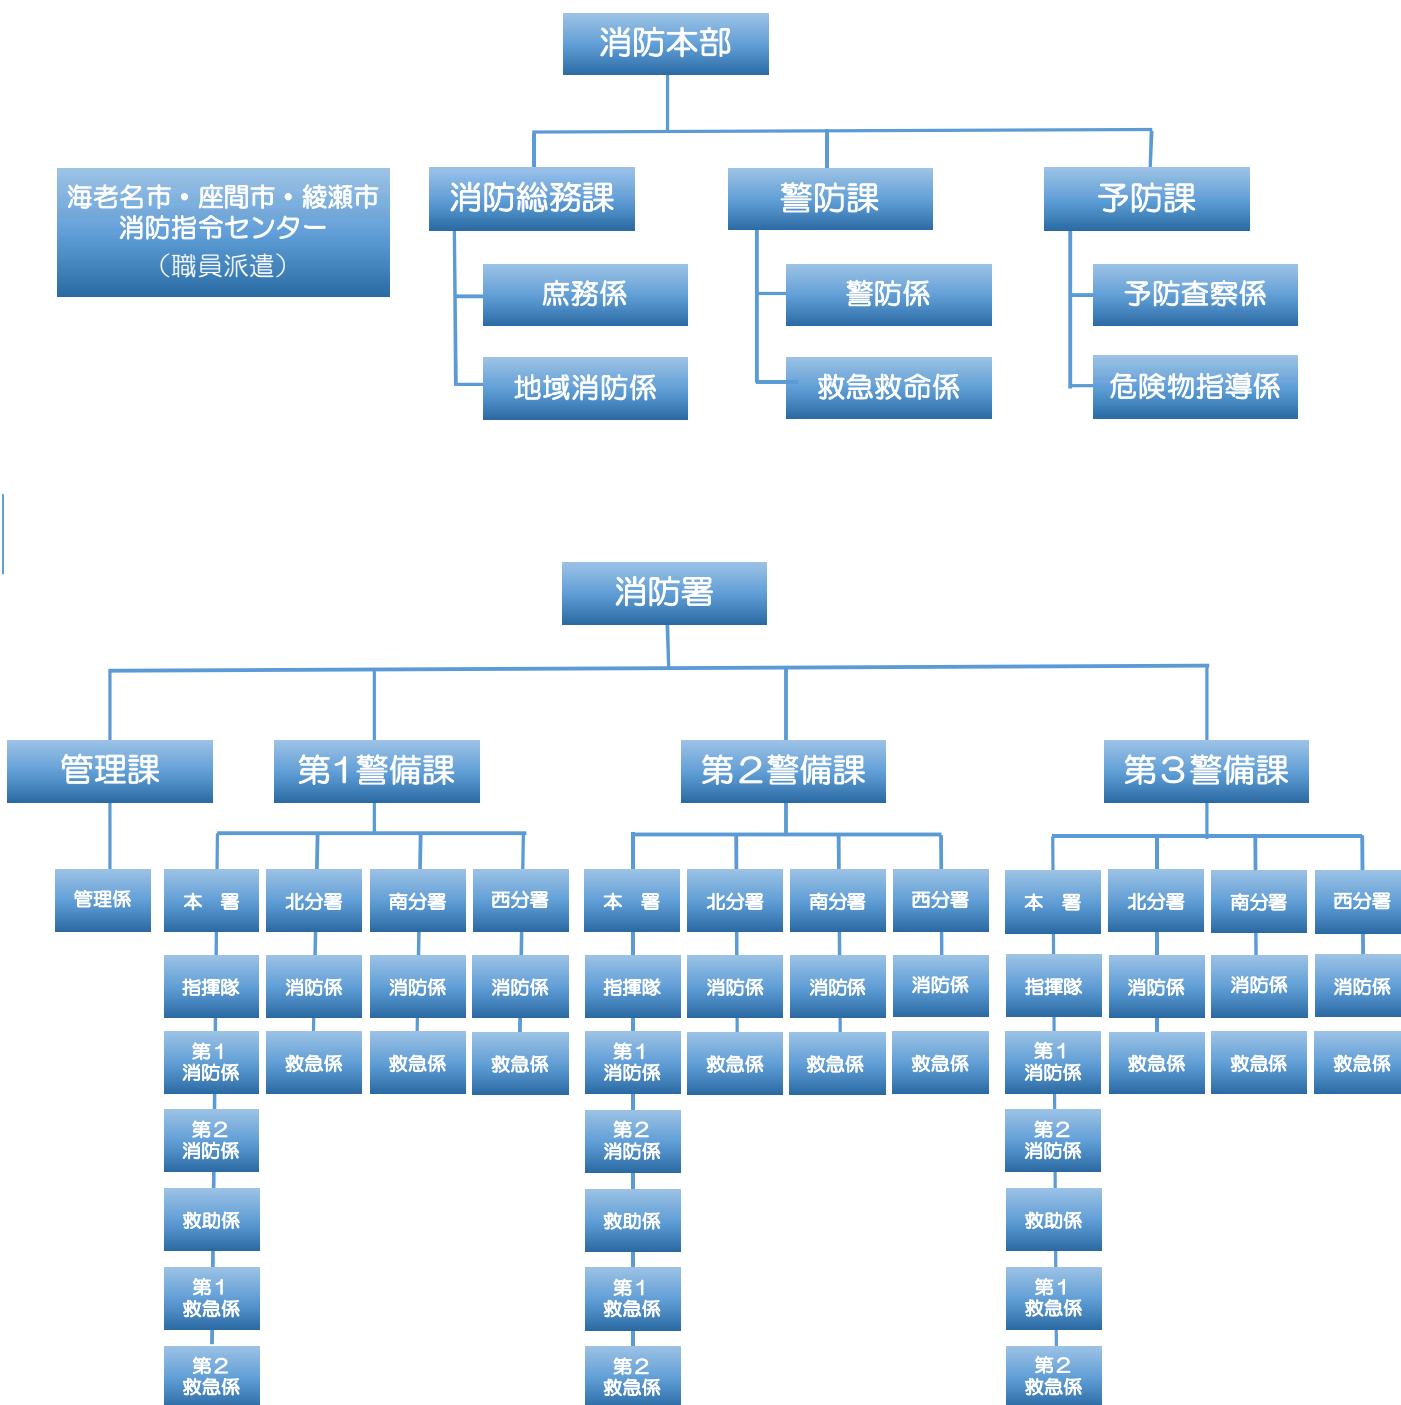 消防本部
海老名市・座間市・綾瀬市
消防指令センター
（職員派遣）
消防総務課
警防課
予防課
庶務係
警防係
予防査察係
地域消防係
救急救命係
危険物指導係
消防署
管理課
第1警備課
第２警備課
第３警備課
管理係
本　署
北分署
南分署
西分署
本　署
北分署
南分署
西分署
本　署
北分署
南分署
西分署
指揮隊
消防係
消防係
消防係
指揮隊
消防係
消防係
消防係
指揮隊
消防係
消防係
消防係
第1
消防係
救急係
救急係
救急係
第1
消防係
救急係
救急係
救急係
第1
消防係
救急係
救急係
救急係
第2
消防係
第2
消防係
第2
消防係
救助係
救助係
救助係
第1
救急係
第1
救急係
第1
救急係
第2
救急係
第2
救急係
第2
救急係